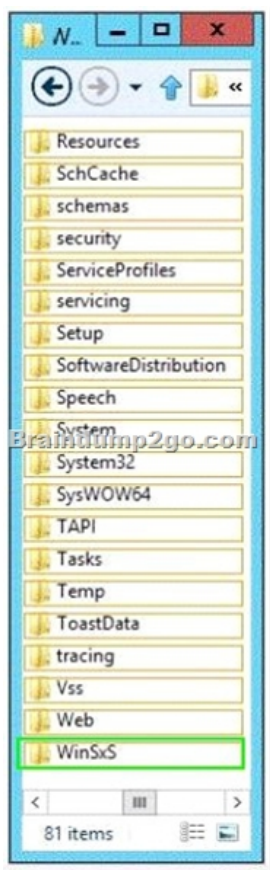 N...
x
«
Resources
SchCache
schemas
security
ServiceProfiles
servicing
Setup
SoftwareDistribution
Speech
System
Braindump2go.com
System32
SysWOW64
TAPI
Tasks
Temp
ToastData
tracing
Vss
Web
WinSxS
81 items